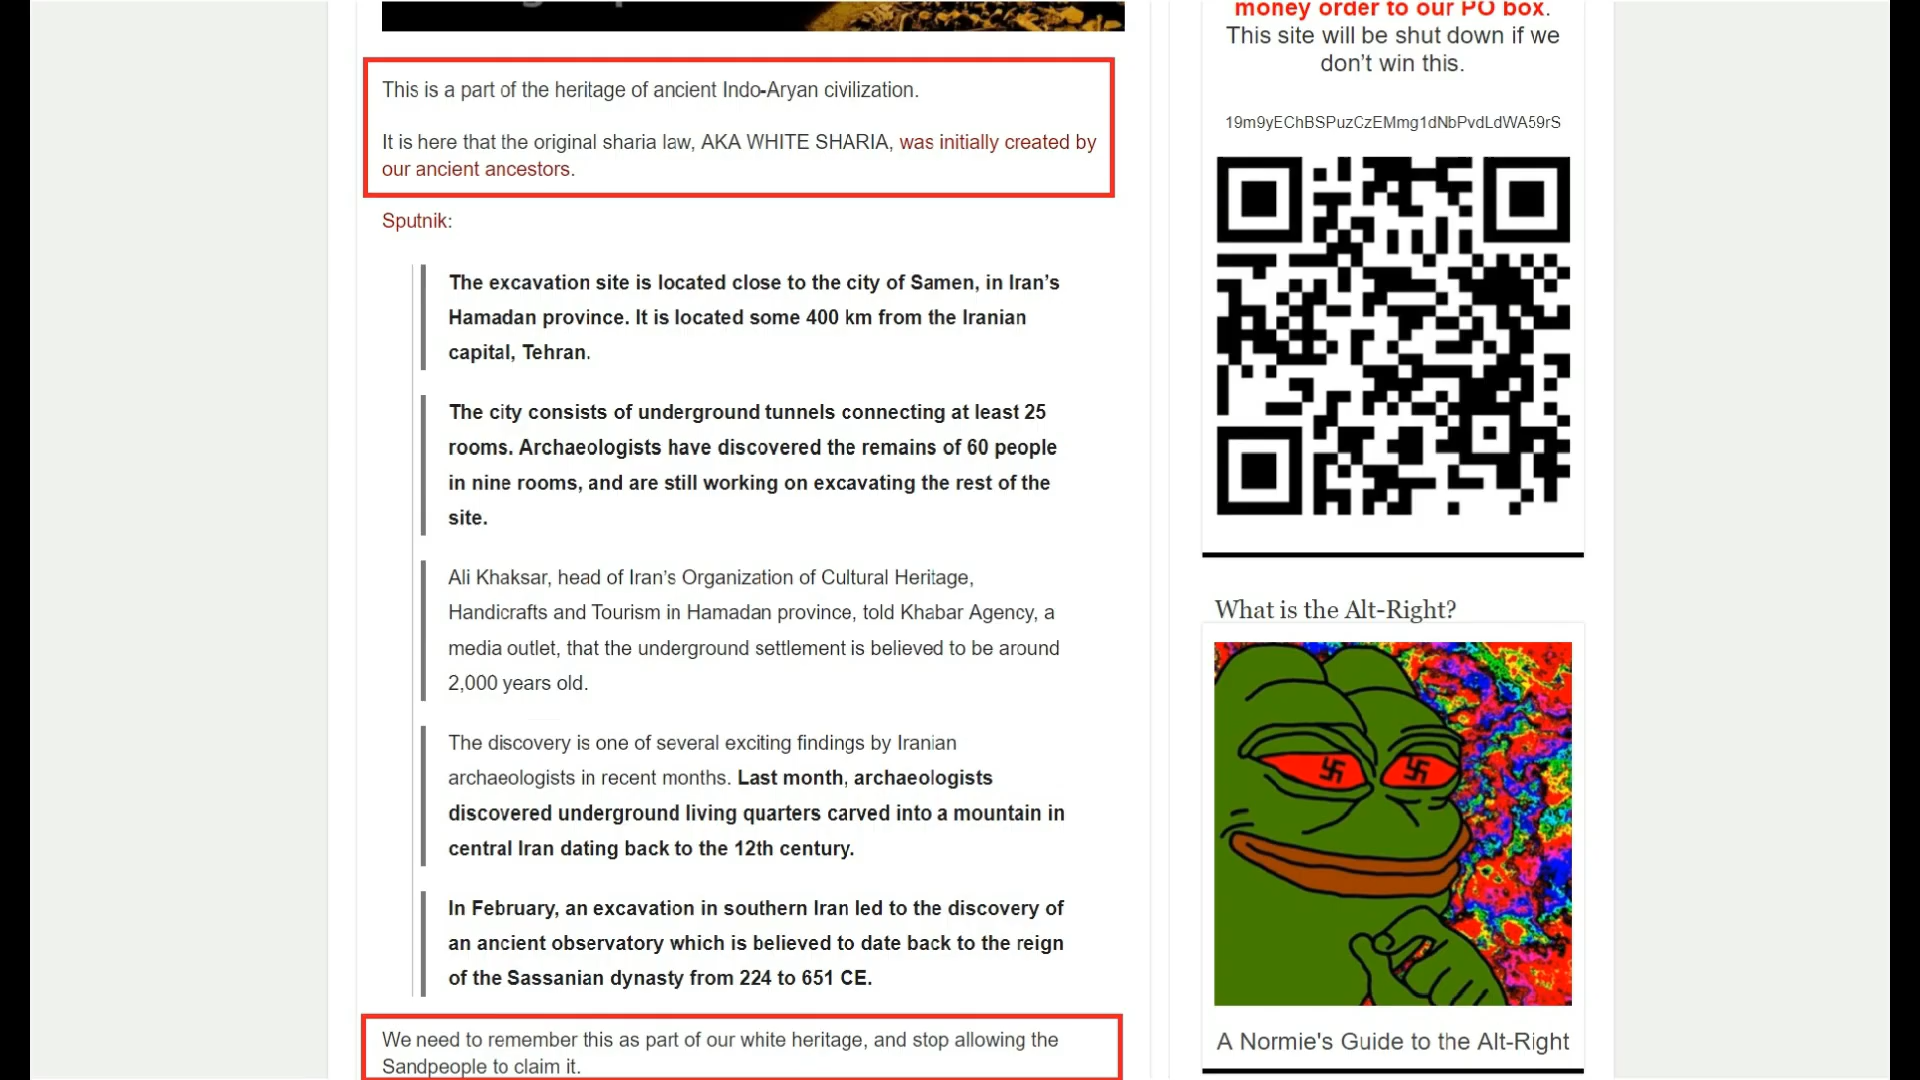 This is a part of the heritage of ancient Indo-Aryan civilization.
It is here that the original sharia law, AKA WHITE SHARIA, was initially created by
our ancient ancestors.
Sputnik:
The excavation site is located close to the city of Samen, in Iran’s
Hamadan province. It is located some 400 km from the Iranian
capital, Tehran.
The city consists of underground tunnels connecting at least 25
rooms. Archaeologists have discovered the remains of 60 people
in nine rooms, and are still working on excavating the rest of the
site.
Ali Khaksar, head of Iran’s Organization of Cultural Heritage,
Handicrafts and Tourism in Hamadan province, told Khabar Agency, a
media outlet, that the underground settlement is believed to be around
2,000 years old.
The discovery is one of several exciting findings by Iranian
archaeologists in recent months. Last month, archaeologists
discovered underground living quarters carved into a mountain in
central Iran dating back to the 12th century.
In February, an excavation in southern Iran led to the discovery of
an ancient observatory which is believed to date back to the reign
of the Sassanian dynasty from 224 to 651 CE.
We need to remember this as part of our white heritage, and stop allowing the
Sandpeople to claim it.
money order to our PO box.
This site will be shut down if we
don’t win this.
19m9yEChBSPuzCzEMmg1dNbPvdLdWA59rS
What is the Alt-Right?
A Normie's Guide to the Alt-Right